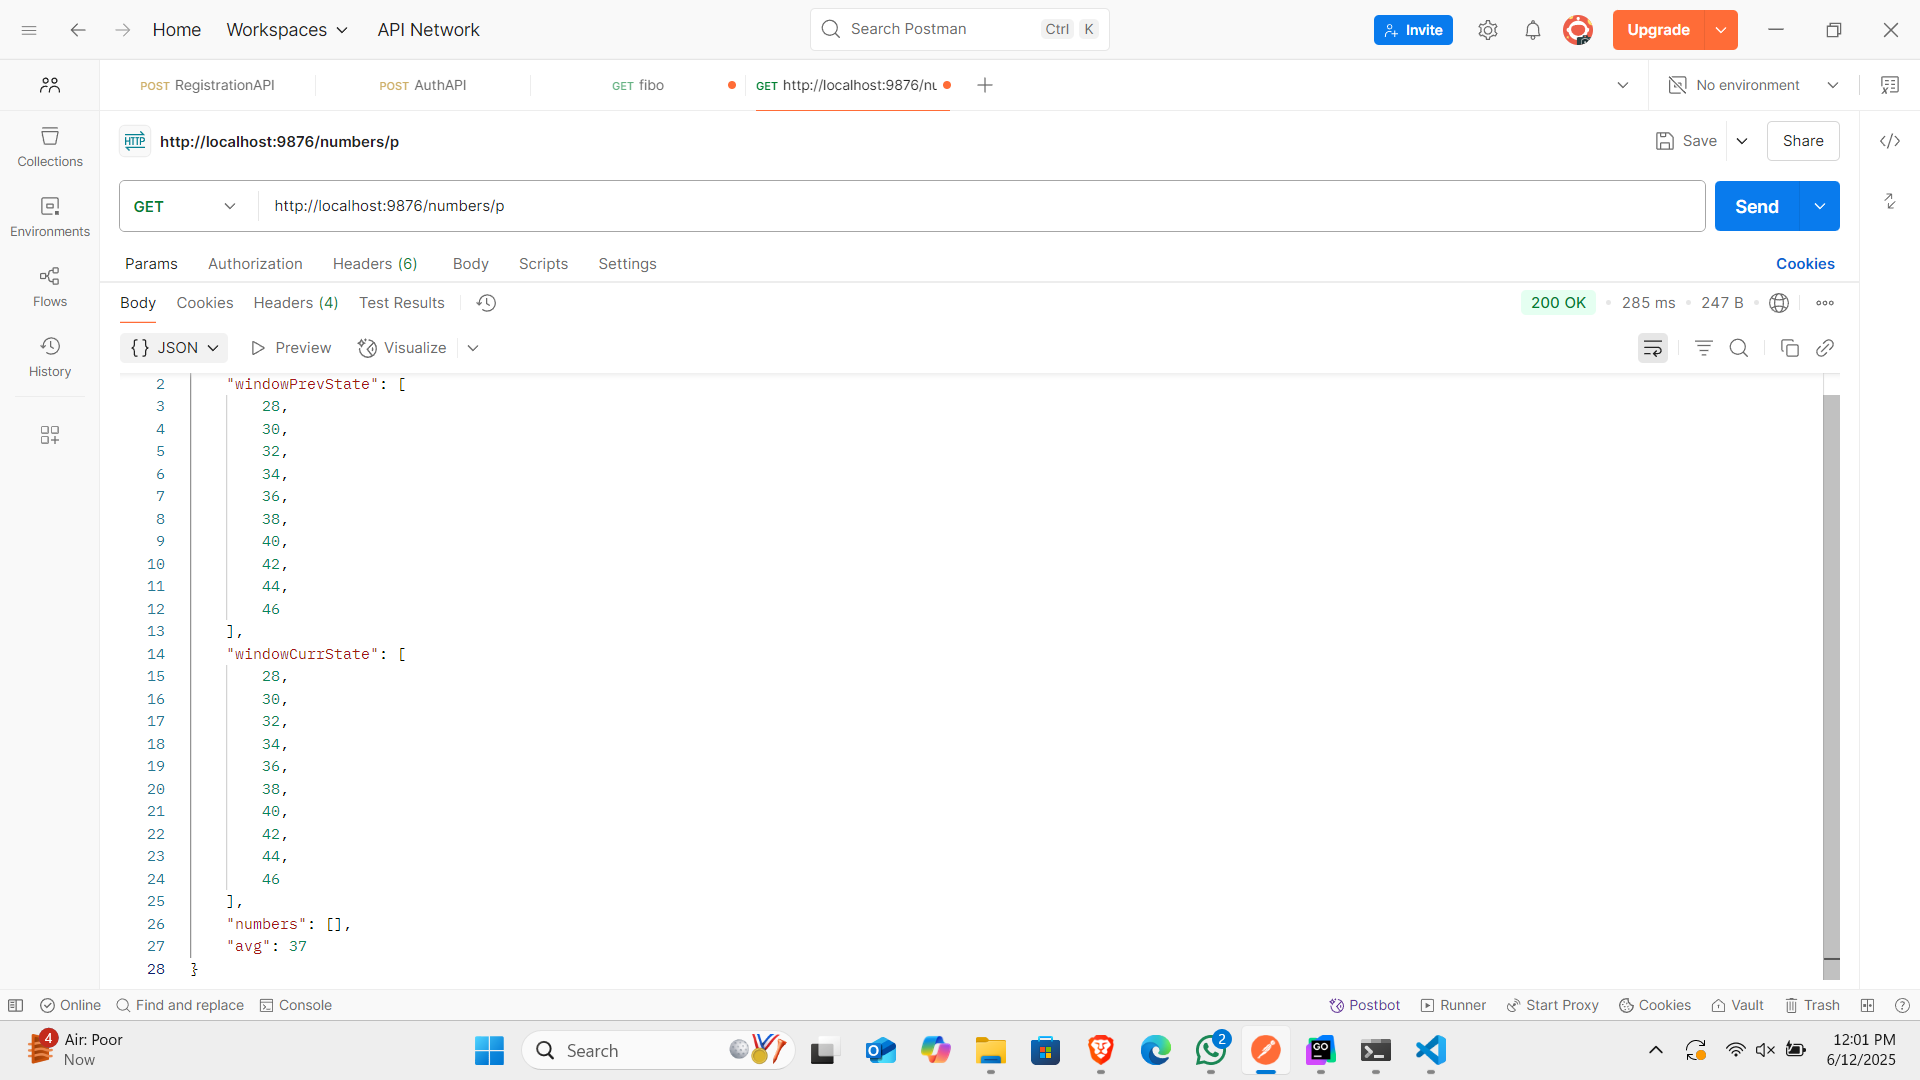 Home Workspaces API Network Search Postman Ctrl K Invite Upgrade
POST RegistrationAPI POST AuthAPI GET fibo GET http://localhost:9876/nu No environment
HTTP http://localhost:9876/numbers/p Save Share
Collections
Environments
Flows
History
GET http://localhost:9876/numbers/p Send
Params Authorization Headers (6) Body Scripts Settings Cookies
Body Cookies Headers (4) Test Results 200 OK 285 ms 247 B
{} JSON Preview Visualize
2 "windowPrevState": [
3 28,
4 30,
5 32,
6 34,
7 36,
8 38,
9 40,
10 42,
11 44,
12 46
13 ],
14 "windowCurrState": [
15 28,
16 30,
17 32,
18 34,
19 36,
20 38,
21 40,
22 42,
23 44,
24 46
25 ],
26 "numbers": [],
27 "avg": 37
28 }
Online Find and replace Console Postbot Runner Start Proxy Cookies Vault Trash
4 Air: Poor
Now
Search
GO
2
12:01 PM
6/12/2025